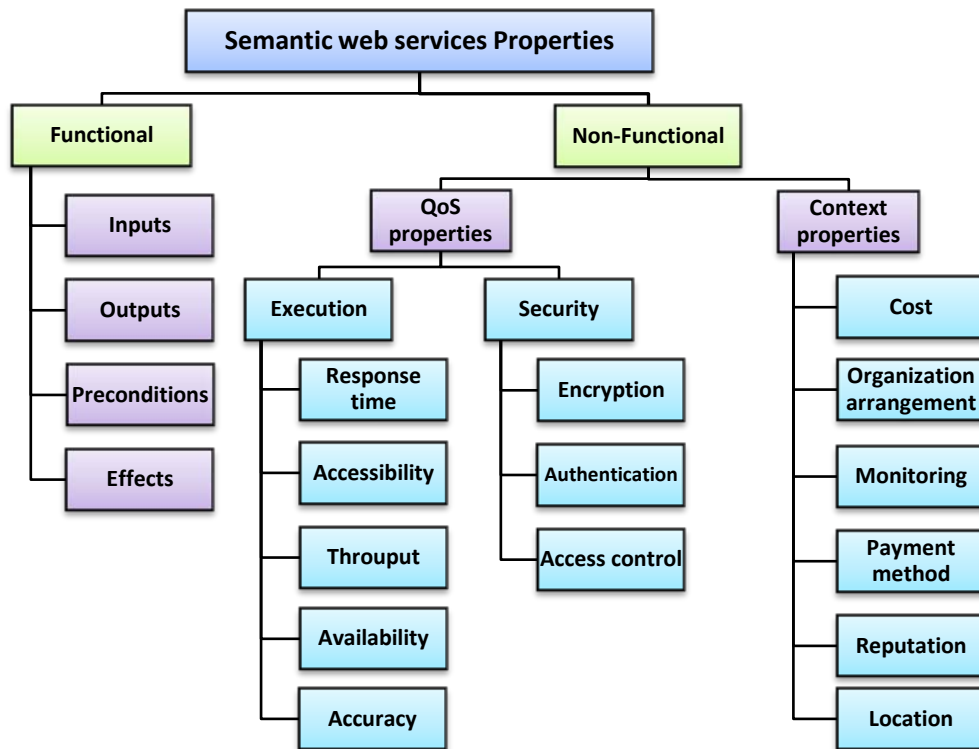 Semantic web services Properties
Functional
Non-Functional
Inputs
Outputs
Preconditions
Effects
QoS
properties
Context
properties
Execution
Security
Response
time
Accessibility
Throuput
Availability
Accuracy
Encryption
Authentication
Access control
Cost
Organization
arrangement
Monitoring
Payment
method
Reputation
Location